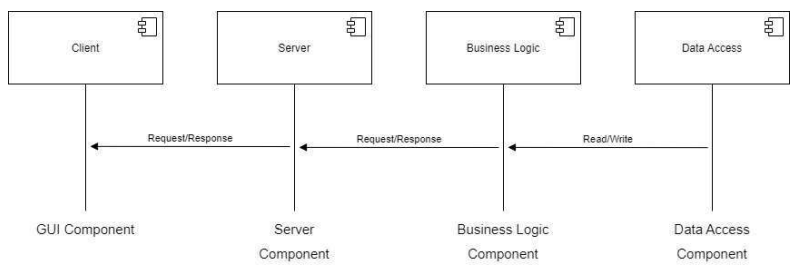 Client
Server
Business Logic
Data Access
Request/Response
Request/Response
Read/Write
GUI Component
Server
Component
Business Logic
Component
Data Access
Component